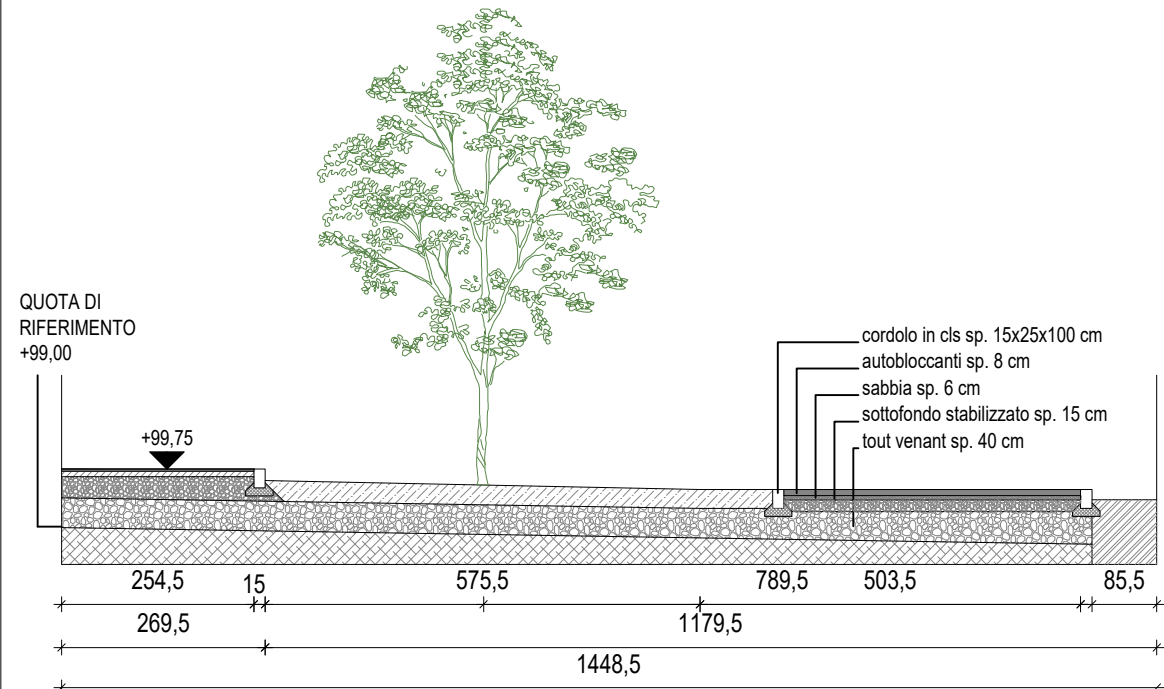 QUOTA DI
RIFERIMENTO
+99,00
+99,75
cordolo in cls sp. 15x25x100 cm
autobloccanti sp. 8 cm
sabbia sp. 6 cm
sottofondo stabilizzato sp. 15 cm
tout venant sp. 40 cm
254,5 15 575,5 789,5 503,5 85,5
269,5 1179,5
1448,5